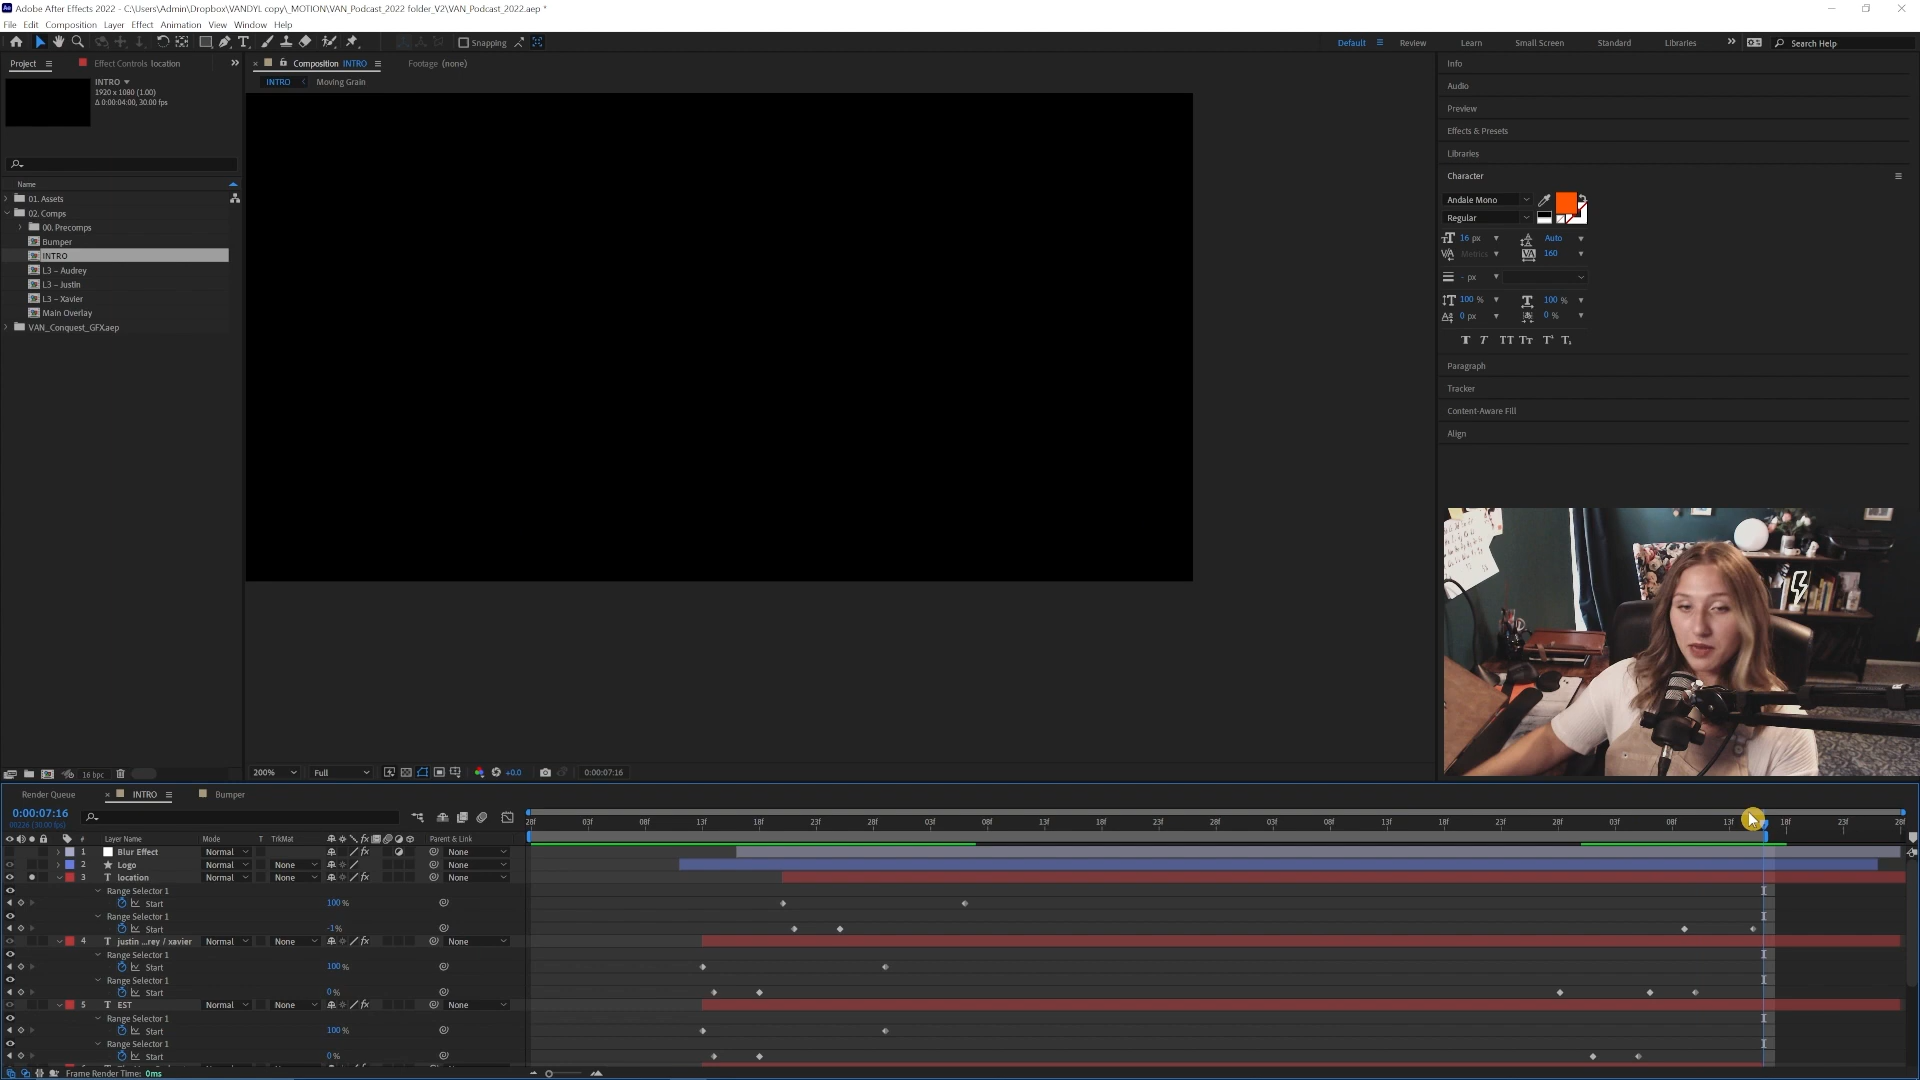 Adobe After Effects 2022 - C:\Users\Admin\Dropbox\VANDYL copy\_MOTION\VAN_Podcast_2022 folder_V2\VAN_Podcast_2022.aep *
File Edit Composition Layer Effect Animation View Window Help
Snapping
Default Review Learn Small Screen Standard Libraries Search Help
Project Effect Controls location
Composition INTRO Footage (none)
INTRO Moving Grain
INTRO
1920 x 1080 (1.00)
Δ 0:00:04:00, 30.00 fps
Name
01. Assets
02. Comps
00. Precomps
Bumper
INTRO
L3 - Audrey
L3 - Justin
L3 - Xavier
Main Overlay
VAN_Conquest_GFX.aep
16 bpc
200% Full +0.0 0:00:07:16
Info
Audio
Preview
Effects & Presets
Libraries
Character
Andale Mono
Regular
16 px Auto
Metrics 160
- px
100 % 100 %
0 px 0 %
T T TT Tt
Paragraph
Tracker
Content-Aware Fill
Align
Render Queue INTRO Bumper
0:00:07:16
# Layer Name Mode T TrkMat Parent & Link
28f 03f 08f 13f 18f 23f 28f 03f 08f 13f 18f 23f 28f 03f 08f 13f 18f 23f 28f 03f 08f 13f 18f 23f 28f
1 Blur Effect Normal None
2 Logo Normal None None
3 T location Normal None None
Range Selector 1
Start 100 %
Range Selector 1
Start -1%
4 T justin ...rey / xavier Normal None None
Range Selector 1
Start 100 %
Range Selector 1
Start 0 %
5 T EST Normal None None
Range Selector 1
Start 100 %
Range Selector 1
Start 0 %
Frame Render Time: 0ms